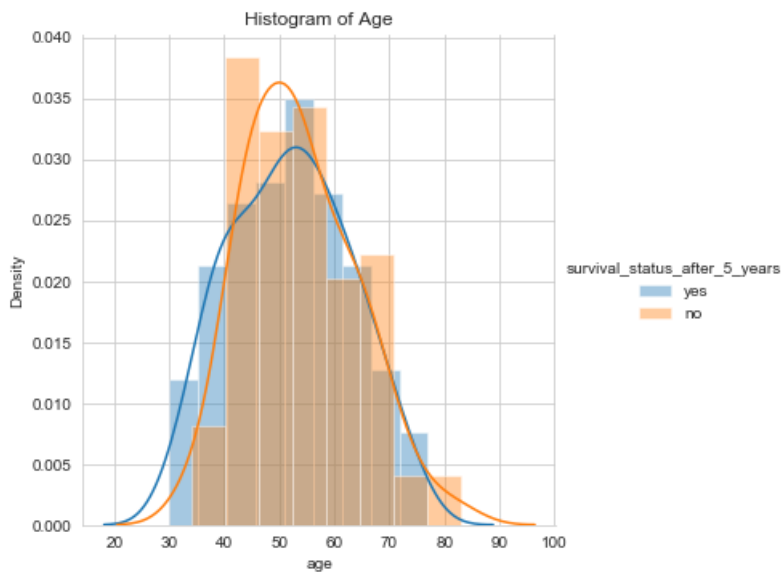 Histogram of Age
0.040
0.035
0.030
0.025
0.020
0.015
0.010
0.005
0.000
Density
20 30 40 50 60 70 80 90 100
age
survival_status_after_5_years
yes
no